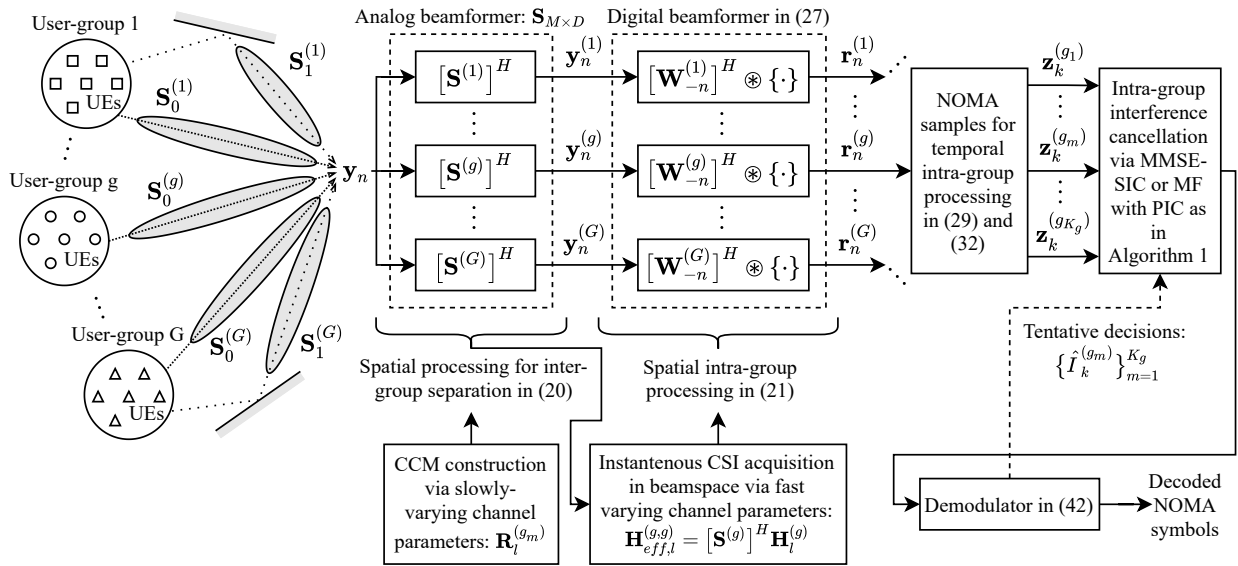 User-group 1
UEs
S_1^{(1)}
S_0^{(1)}
User-group g
UEs
S_0^{(g)}
User-group G
UEs
S_0^{(G)}
S_1^{(G)}
y_n
Analog beamformer: S_{M×D}
[S^{(1)}]^H
[S^{(g)}]^H
[S^{(G)}]^H
y_n^{(1)}
y_n^{(g)}
y_n^{(G)}
Digital beamformer in (27)
[W_{-n}^{(1)}]^H ⊛ {·}
[W_{-n}^{(g)}]^H ⊛ {·}
[W_{-n}^{(G)}]^H ⊛ {·}
r_n^{(1)}
r_n^{(g)}
r_n^{(G)}
NOMA
samples for
temporal
intra-group
processing
in (29) and
(32)
z_k^{(g_1)}
z_k^{(g_m)}
z_k^{(g_{K_g})}
Intra-group
interference
cancellation
via MMSE-
SIC or MF
with PIC as
in
Algorithm 1
Spatial processing for inter-
group separation in (20)
Spatial intra-group
processing in (21)
Tentative decisions:
{Î_k^{(g_m)}}_{m=1}^{K_g}
CCM construction
via slowly-
varying channel
parameters: R_l^{(g_m)}
Instantenous CSI acquisition
in beamspace via fast
varying channel parameters:
H_{eff,l}^{(g,g)} = [S^{(g)}]^H H_l^{(g)}
Demodulator in (42)
Decoded
NOMA
symbols